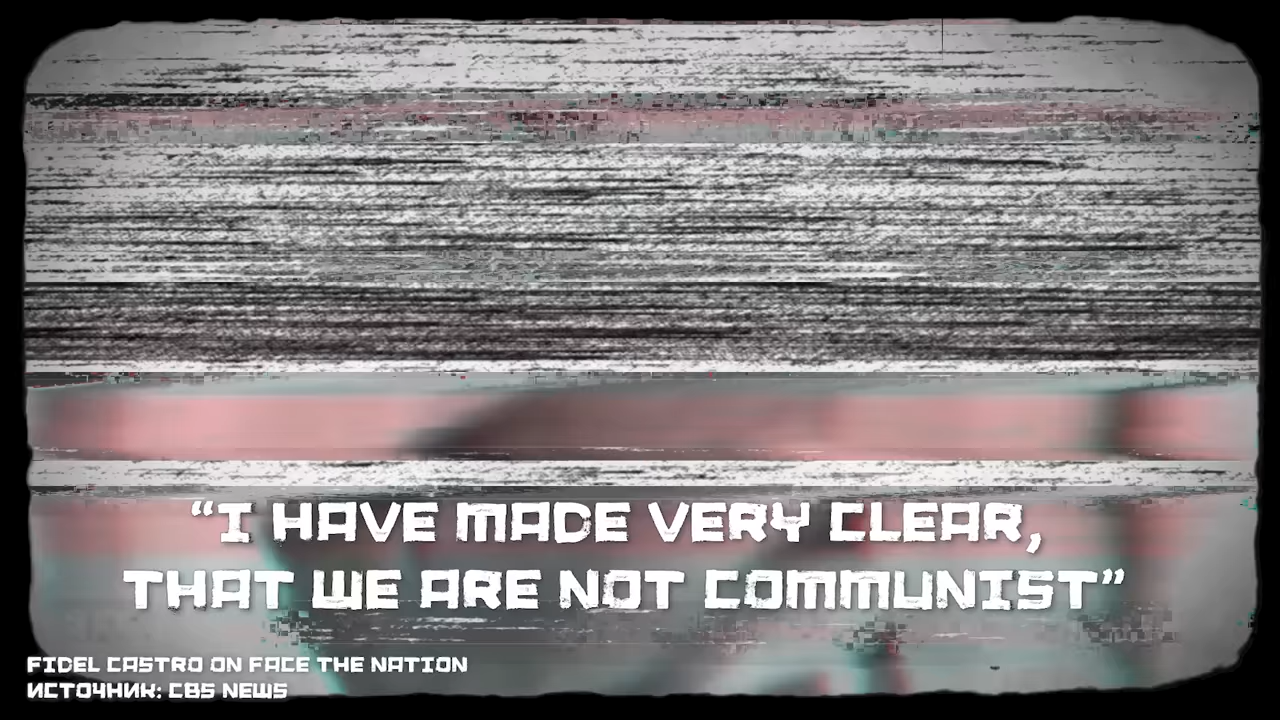 “I HAVE MADE VERY CLEAR,
THAT WE ARE NOT COMMUNIST”
FIDEL CASTRO ON FACE THE NATION
ИСТОЧНИК: CBS NEWS